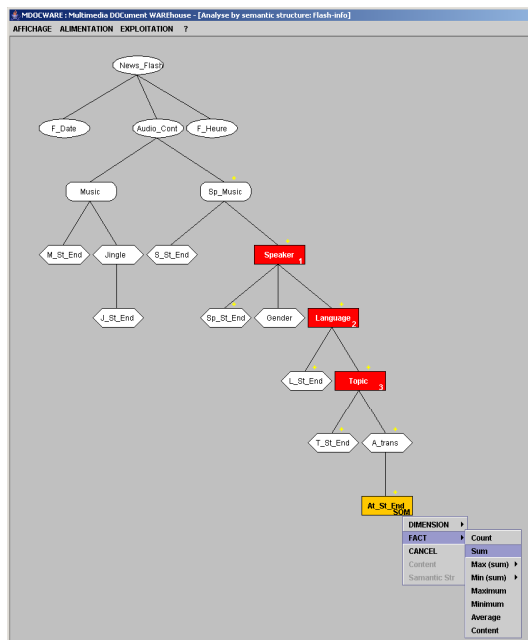 MDOCWARE : Multimedia DOCument WAREhouse - [Analyse by semantic structure: Flash-info]
AFFICHAGE ALIMENTATION EXPLOITATION ?
News_Flash
F_Date Audio_Cont F_Heure
Music Sp_Music
M_St_End Jingle S_St_End Speaker 1
J_St_End Sp_St_End Gender Language 2
L_St_End Topic 3
T_St_End A_trans
At_St_End
SOM
DIMENSION
FACT Count
CANCEL Sum
Content Max (sum)
Semantic Str Min (sum)
Maximum
Minimum
Average
Content